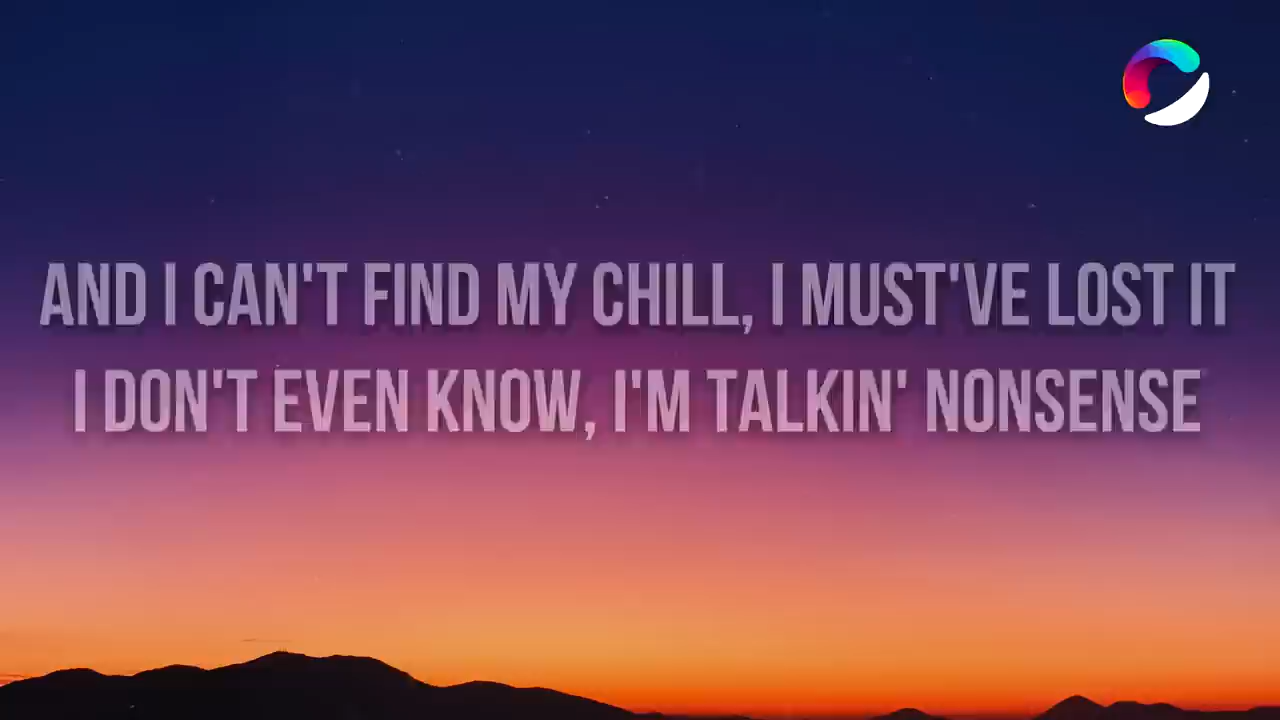 AND I CAN'T FIND MY CHILL, I MUST'VE LOST IT
I DON'T EVEN KNOW, I'M TALKIN' NONSENSE